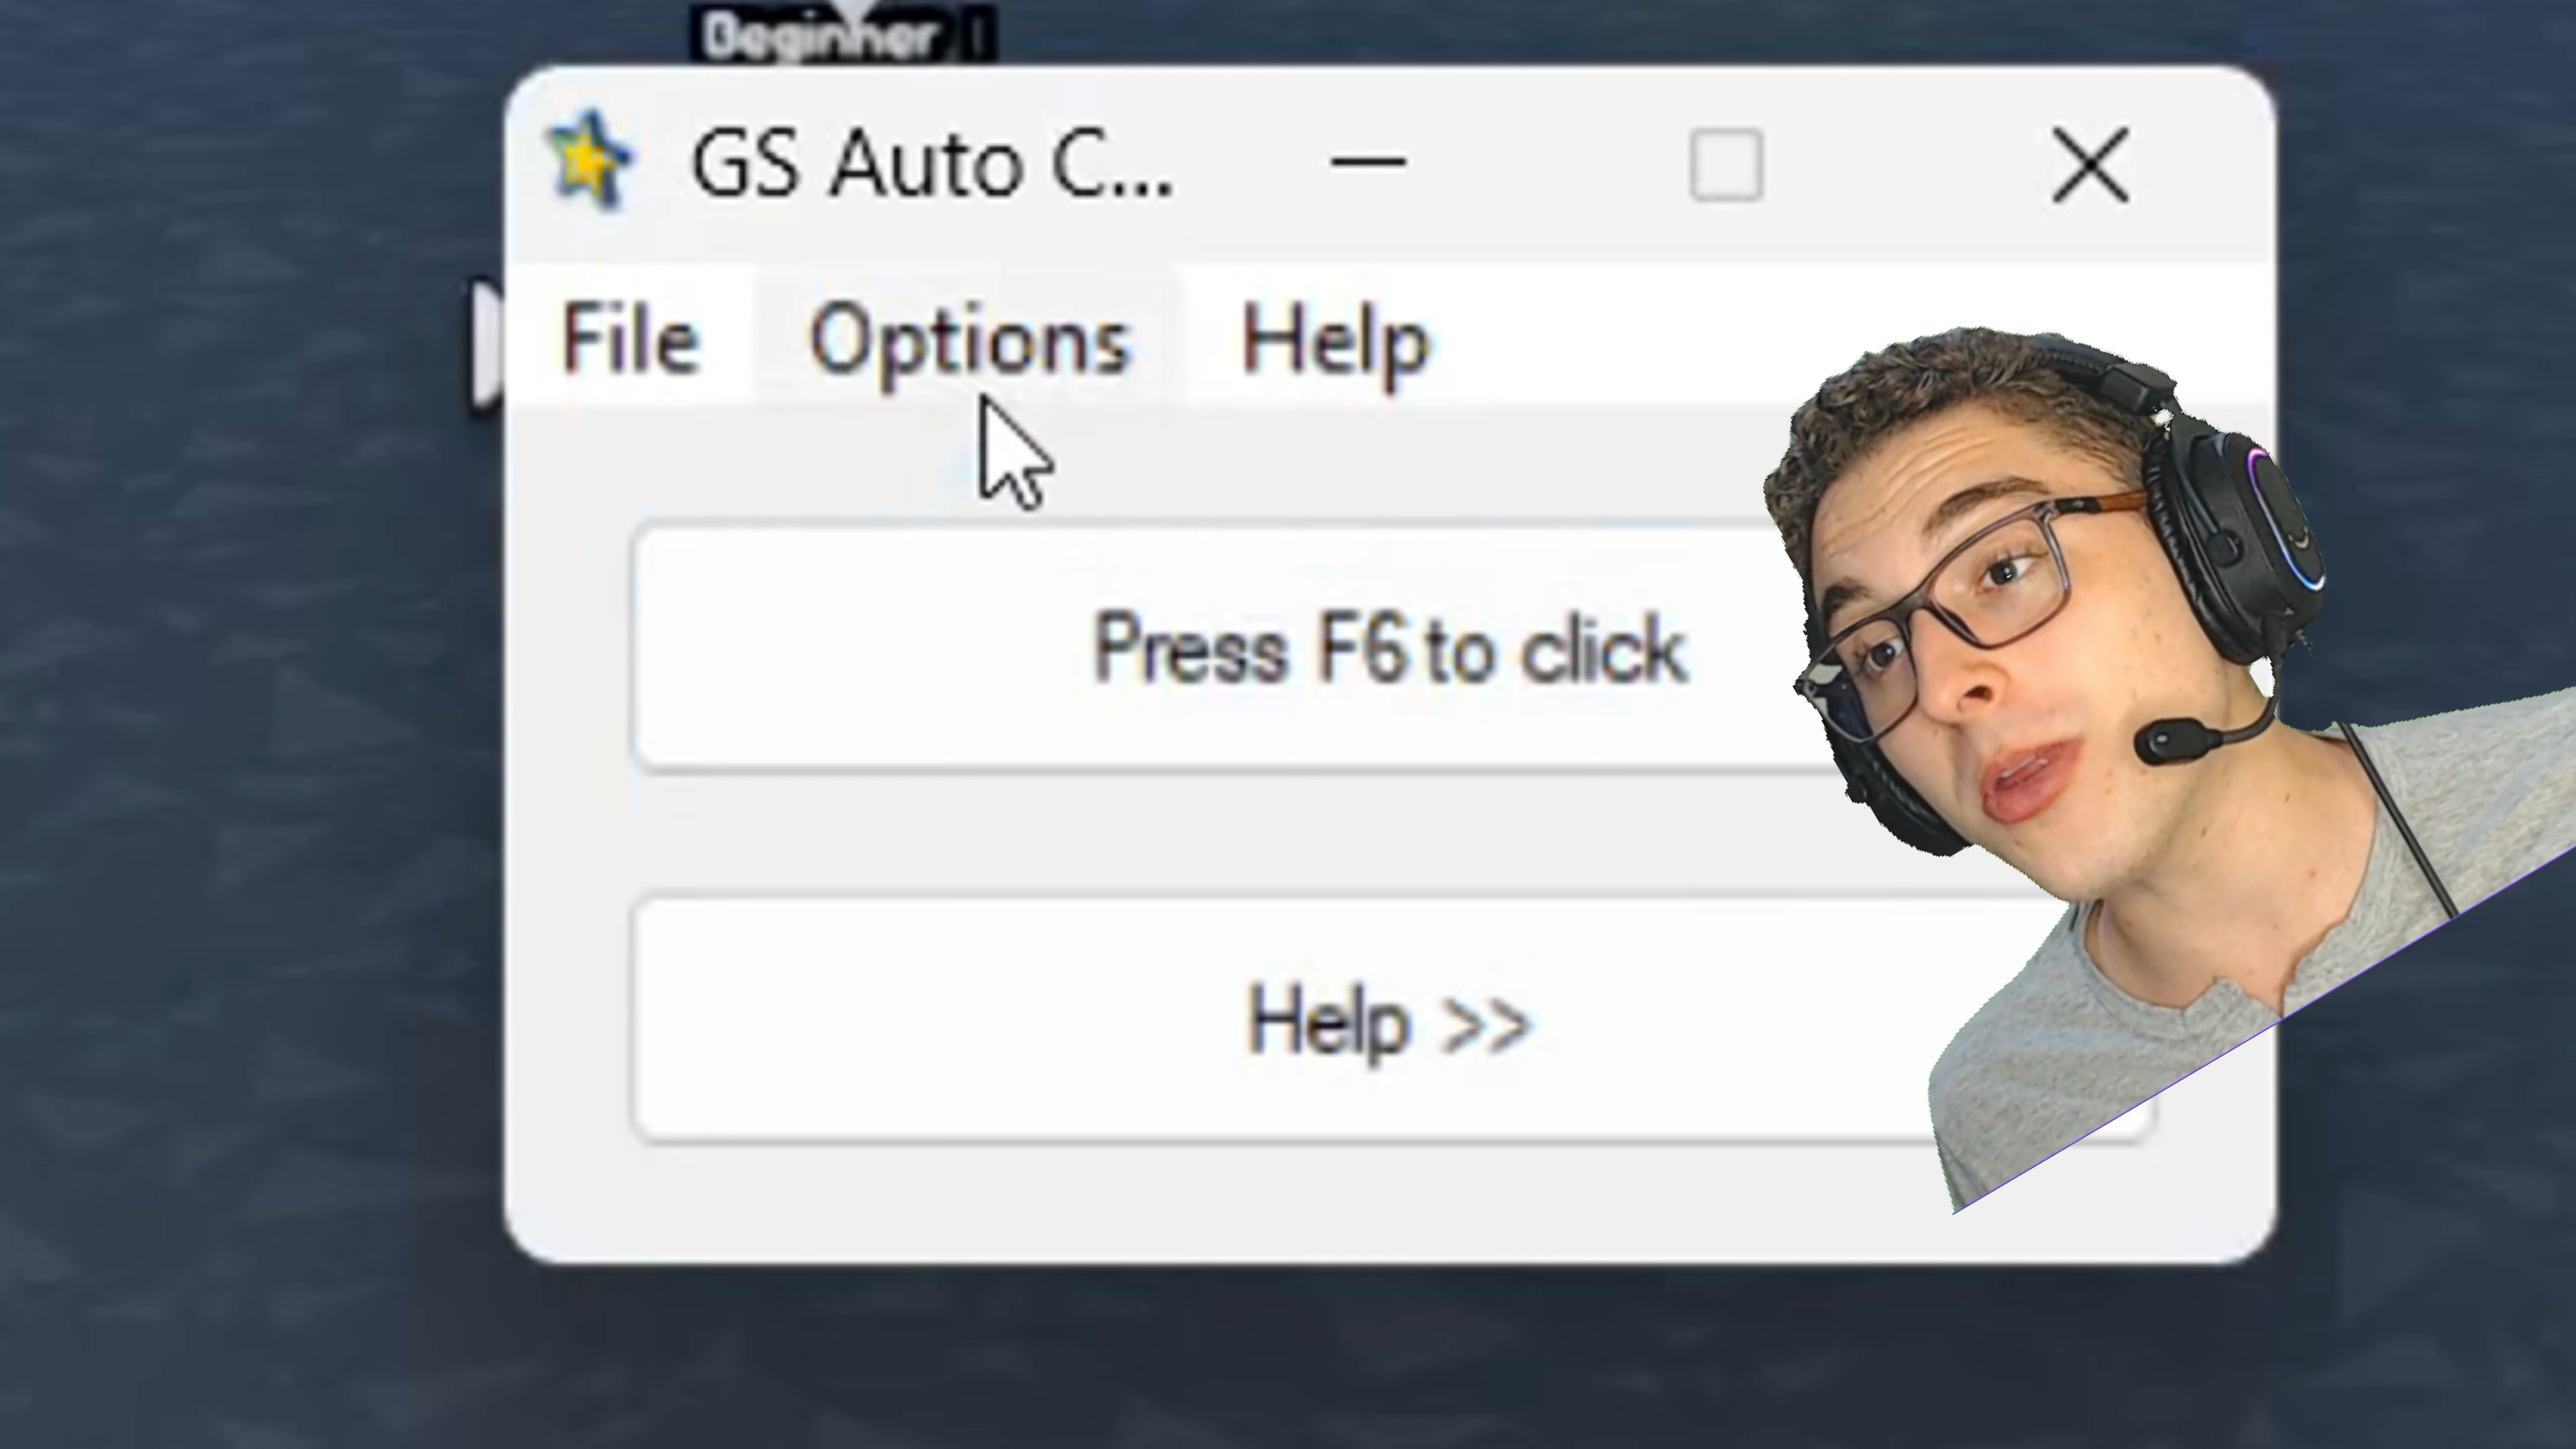 Beginner
GS Auto C...
File Options Help
Press F6 to click
Help >>